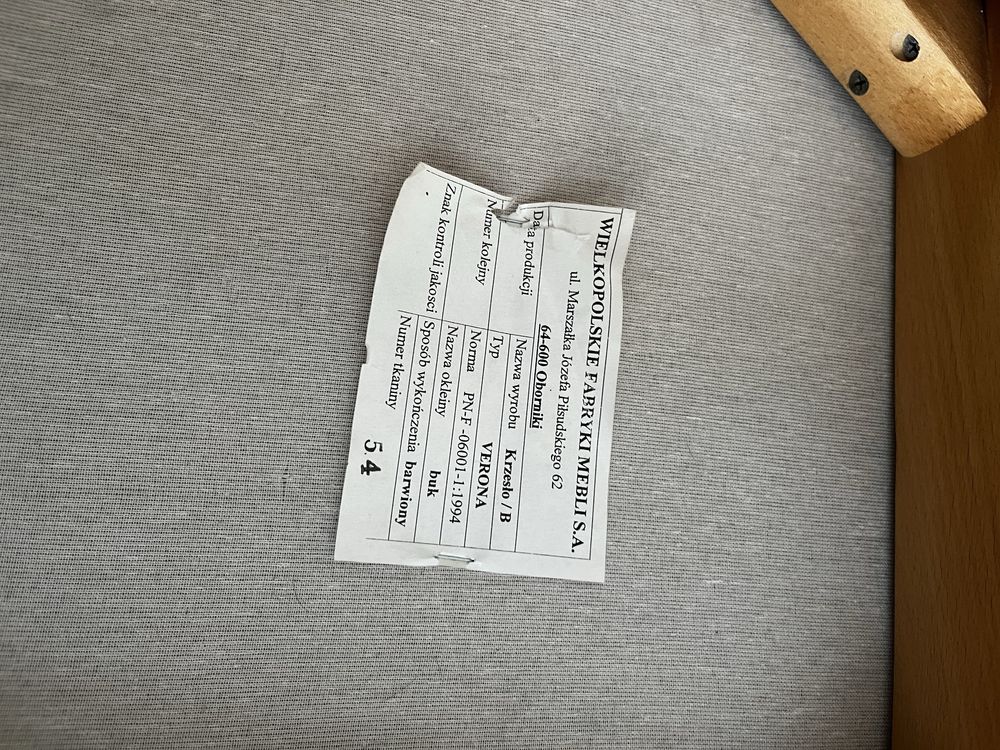 WIELKOPOLSKIE FABRYKI MEBLI S.A.
ul. Marszałka Józefa Piłsudskiego 62
64-600 Oborniki
Data produkcji
Numer kolejny
Znak kontroli jakosci
Nazwa wyrobu Krzesło / B
Typ VERONA
Norma PN-F -06001-1:1994
Nazwa okleiny buk
Sposób wykończenia barwiony
Numer tkaniny 54